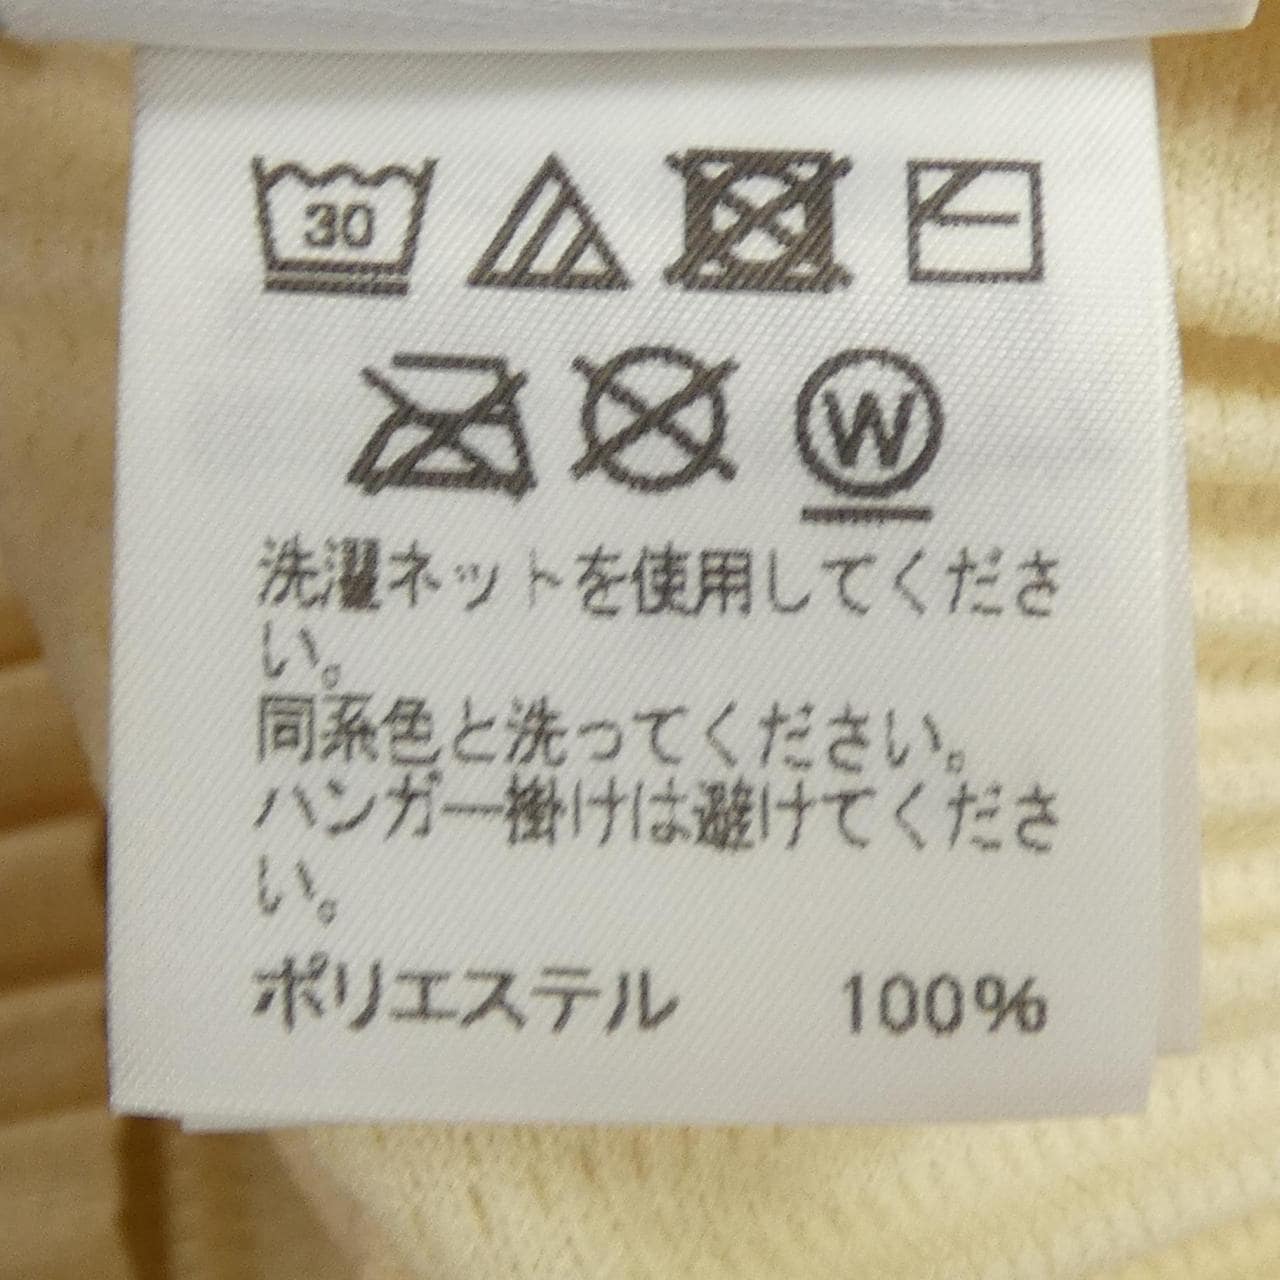 30
W
洗濯ネットを使用してくださ
い。
同系色と洗ってください。
ハンガー掛けは避けてくださ
い。
ポリエステル 100%